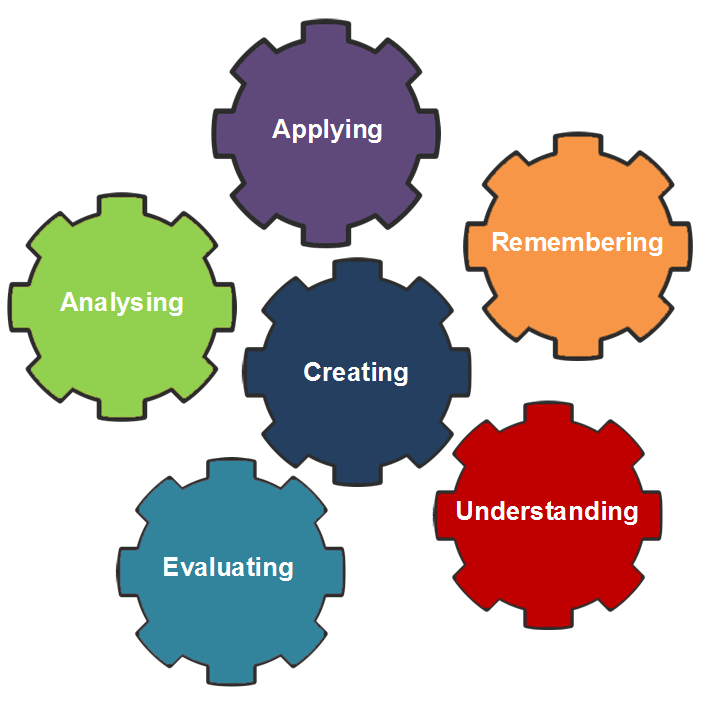 Applying
Remembering
Analysing
Creating
Understanding
Evaluating